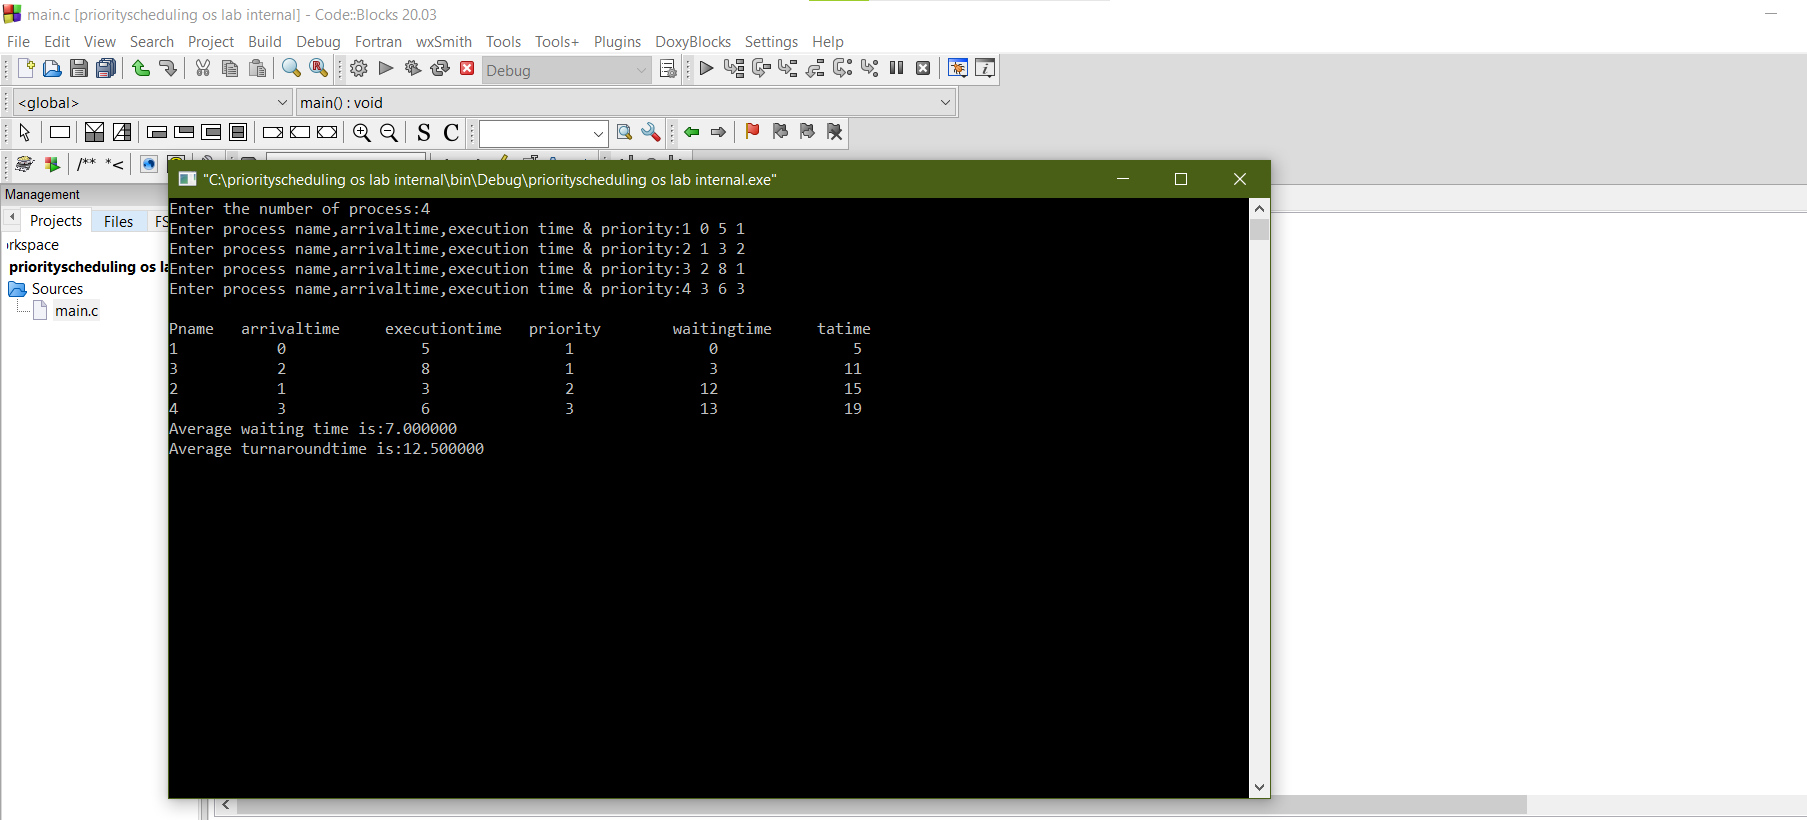 main.c [priorityscheduling os lab internal] - Code::Blocks 20.03
File Edit View Search Project Build Debug Fortran wxSmith Tools Tools+ Plugins DoxyBlocks Settings Help
Debug
<global> main() : void
S C
/** *<
Management
Projects Files FS
orkspace
priorityscheduling os la
Sources
main.c
"C:\priorityscheduling os lab internal\bin\Debug\priorityscheduling os lab internal.exe"
Enter the number of process:4
Enter process name,arrivaltime,execution time & priority:1 0 5 1
Enter process name,arrivaltime,execution time & priority:2 1 3 2
Enter process name,arrivaltime,execution time & priority:3 2 8 1
Enter process name,arrivaltime,execution time & priority:4 3 6 3
Pname arrivaltime executiontime priority waitingtime tatime
1 0 5 1 0 5
3 2 8 1 3 11
2 1 3 2 12 15
4 3 6 3 13 19
Average waiting time is:7.000000
Average turnaroundtime is:12.500000